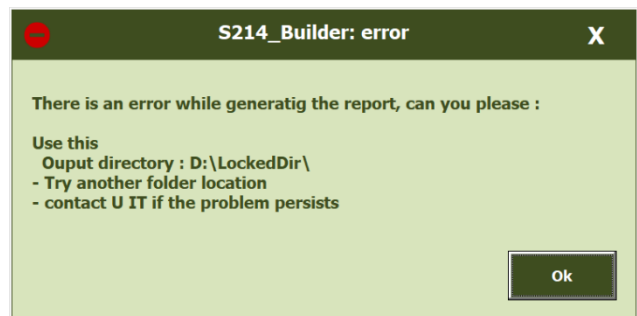 S214_Builder: error X
There is an error while generatig the report, can you please :
Use this
Ouput directory : D:\LockedDir\
- Try another folder location
- contact U IT if the problem persists
Ok